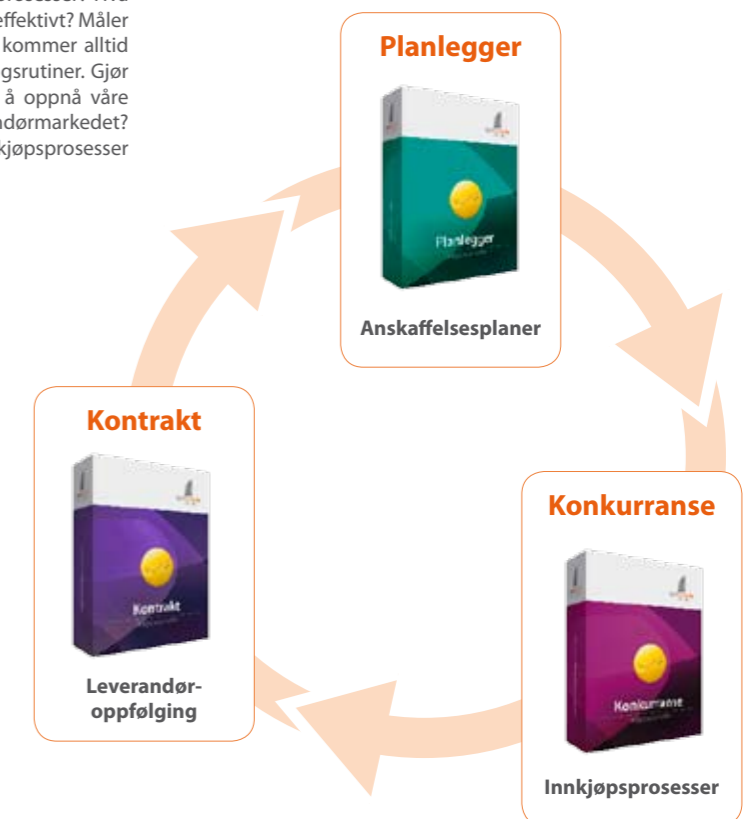 effektivt? Måler
kommer alltid
gsrutiner. Gjør
å oppnå våre
ndørmarkedet?
kjøpsprosesser
Planlegger
Planlegger
Anskaffelsesplaner
Kontrakt
Kontrakt
Leverandør-
oppfølging
Konkurranse
Konkurranse
Innkjøpsprosesser